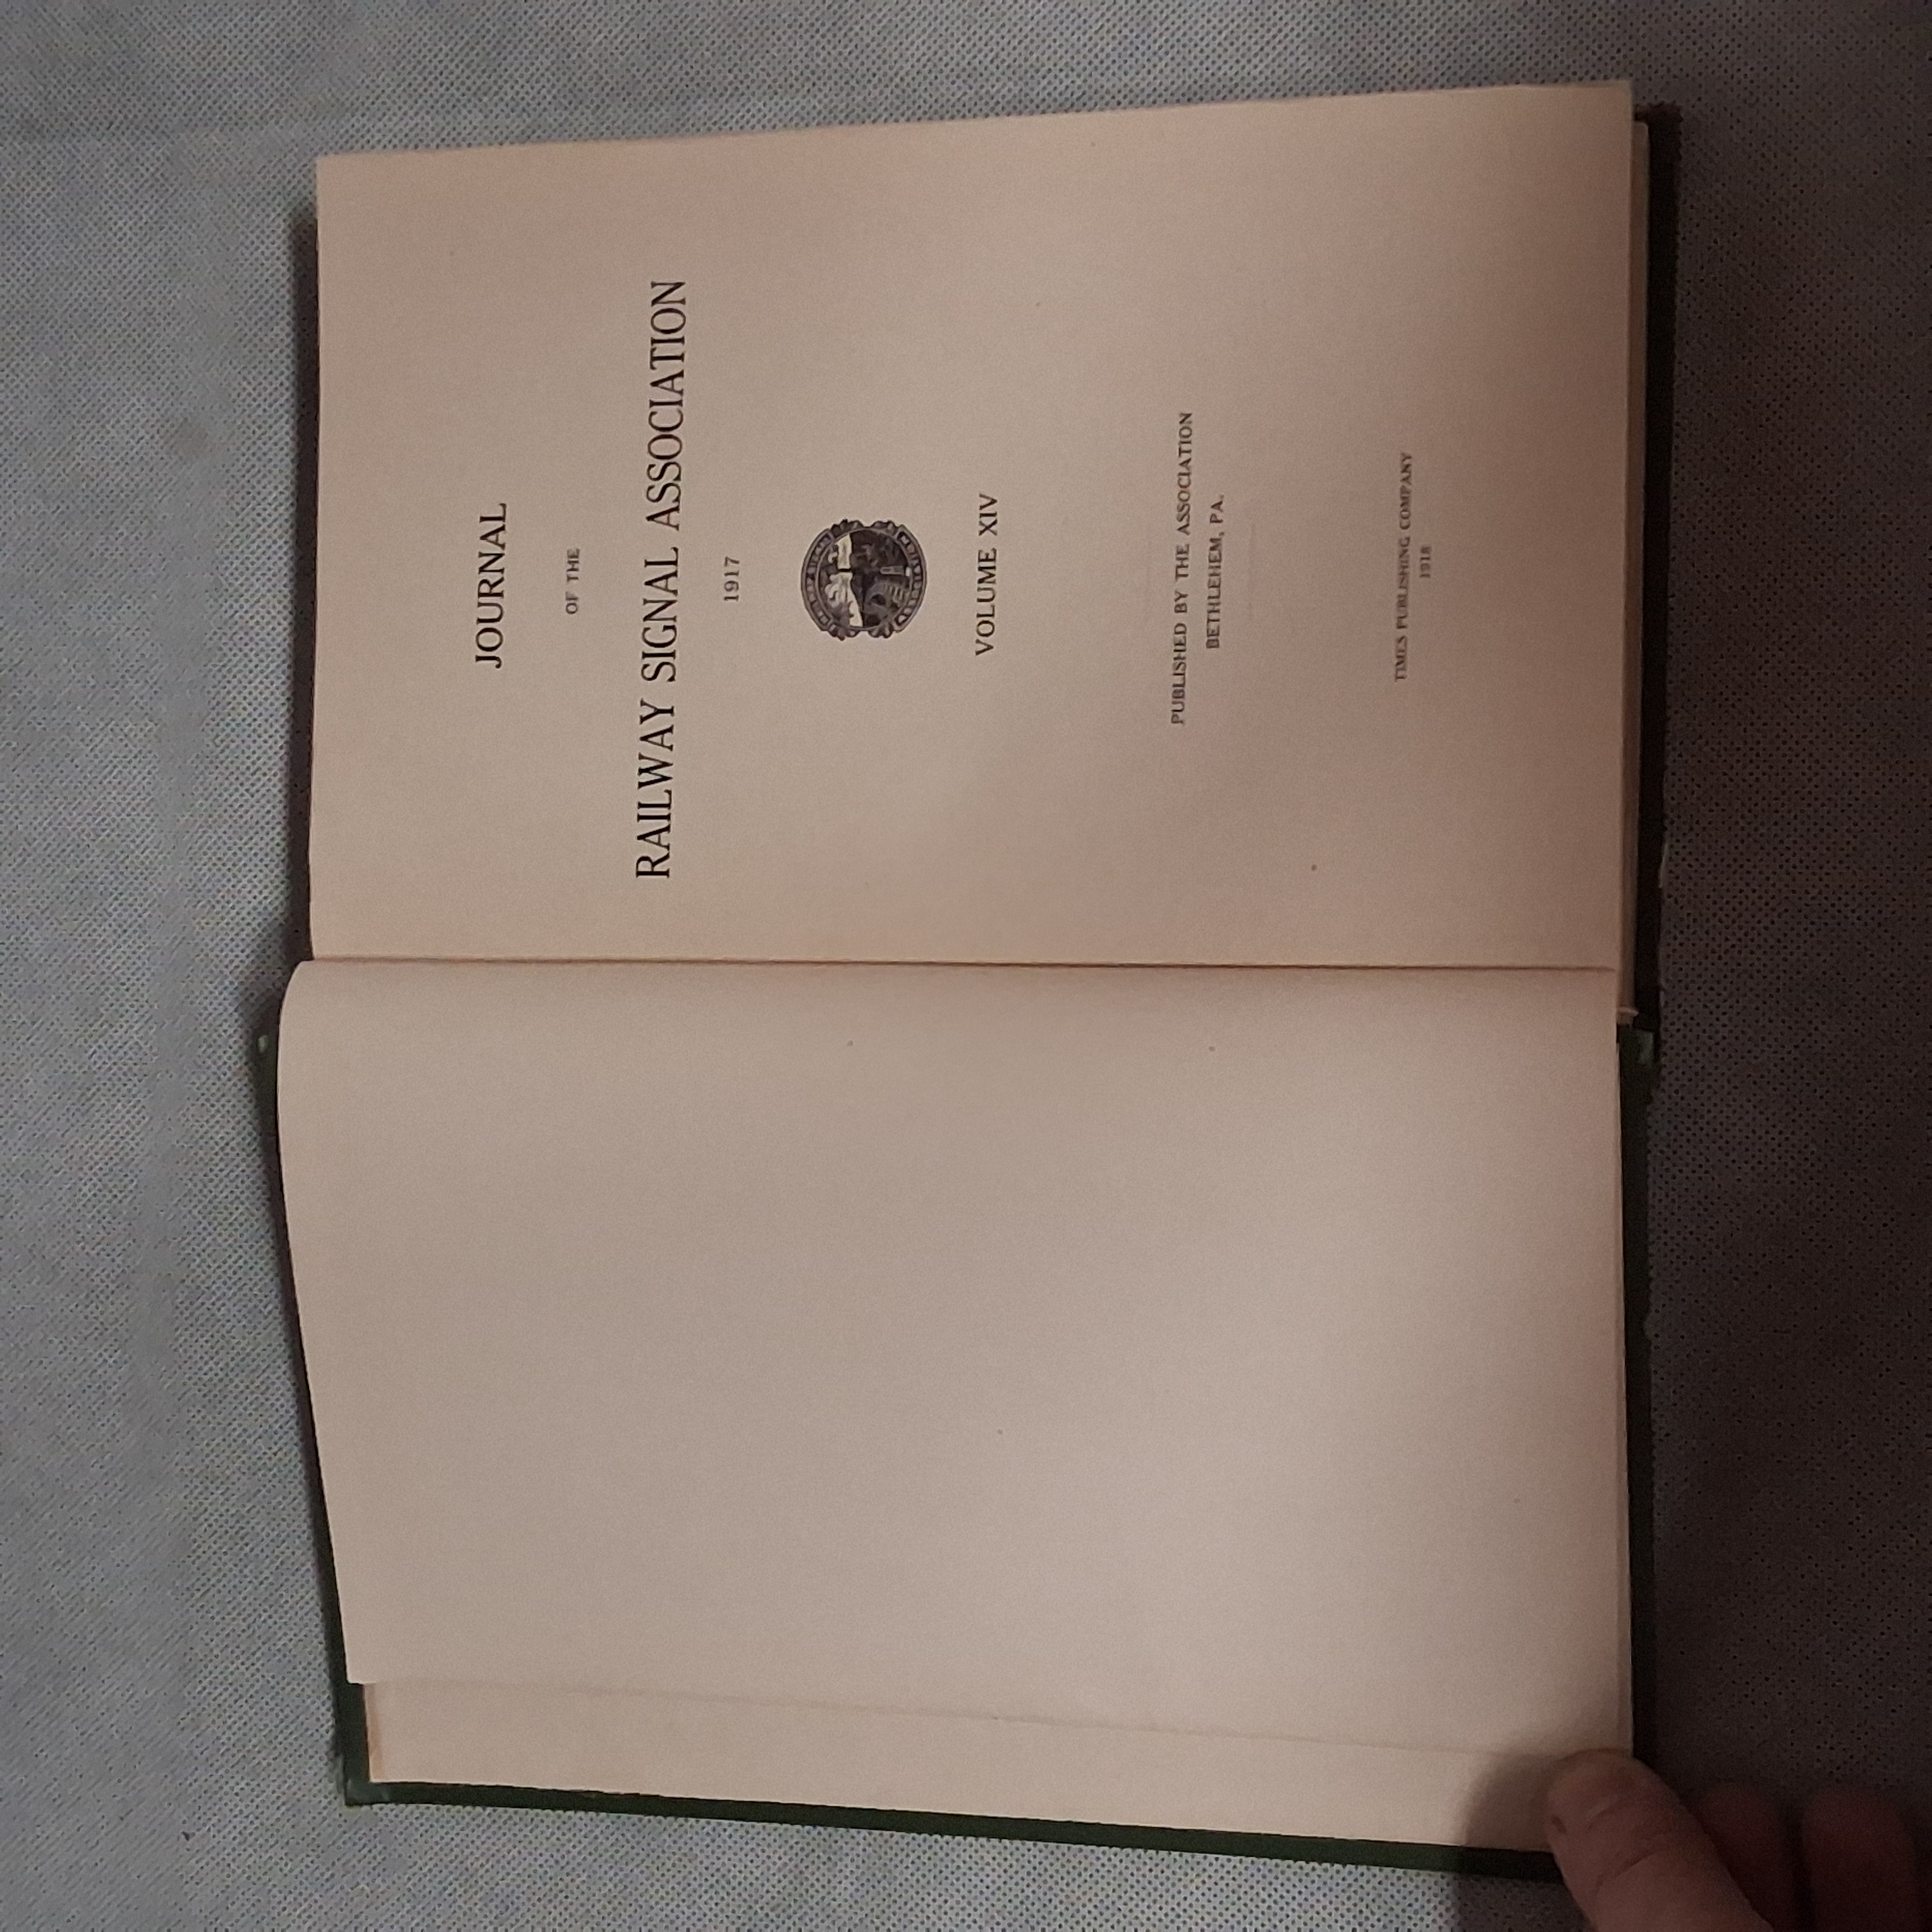 JOURNAL
OF THE
RAILWAY SIGNAL ASSOCIATION
1917
VOLUME XIV
PUBLISHED BY THE ASSOCIATION
BETHLEHEM, PA.
TIMES PUBLISHING COMPANY
1918